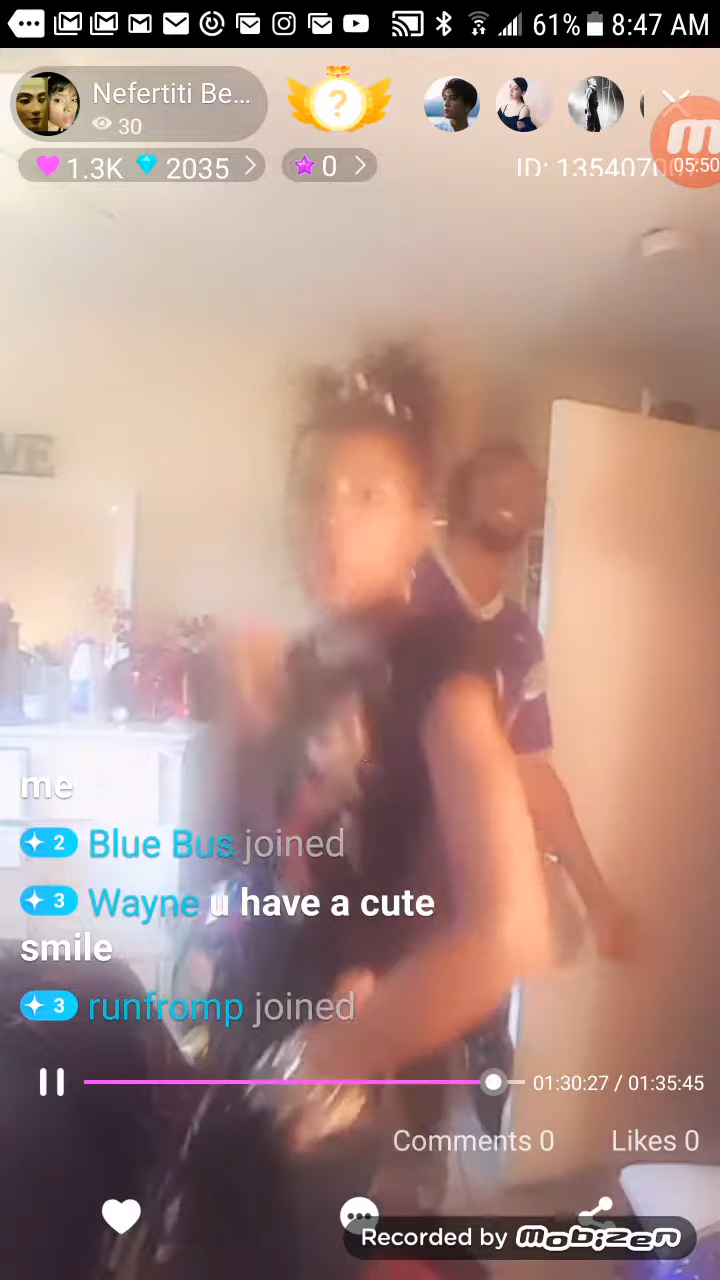 61% 8:47 AM
Nefertiti Be...
30
?
1.3K 2035 0
05:50
me
2 Blue Bus joined
3 Wayne u have a cute
smile
3 runfromp joined
01:30:27 / 01:35:45
Comments 0 Likes 0
Recorded by mobizen